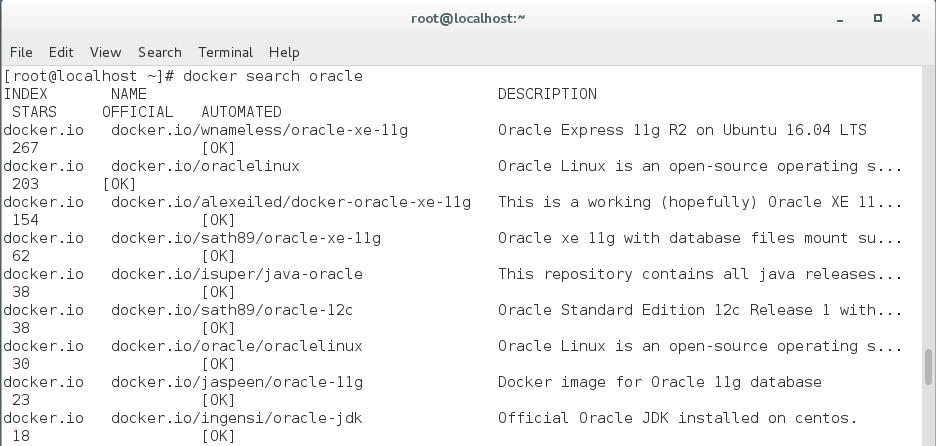 root@localhost:~
File Edit View Search Terminal Help
[root@localhost ~]# docker search oracle
INDEX NAME DESCRIPTION
STARS OFFICIAL AUTOMATED
docker.io docker.io/wnameless/oracle-xe-11g Oracle Express 11g R2 on Ubuntu 16.04 LTS
267 [OK]
docker.io docker.io/oraclelinux Oracle Linux is an open-source operating s...
203 [OK]
docker.io docker.io/alexeiled/docker-oracle-xe-11g This is a working (hopefully) Oracle XE 11...
154 [OK]
docker.io docker.io/sath89/oracle-xe-11g Oracle xe 11g with database files mount su...
62 [OK]
docker.io docker.io/isuper/java-oracle This repository contains all java releases...
38 [OK]
docker.io docker.io/sath89/oracle-12c Oracle Standard Edition 12c Release 1 with...
38 [OK]
docker.io docker.io/oracle/oraclelinux Oracle Linux is an open-source operating s...
30 [OK]
docker.io docker.io/jaspeen/oracle-11g Docker image for Oracle 11g database
23 [OK]
docker.io docker.io/ingensi/oracle-jdk Official Oracle JDK installed on centos.
18 [OK]